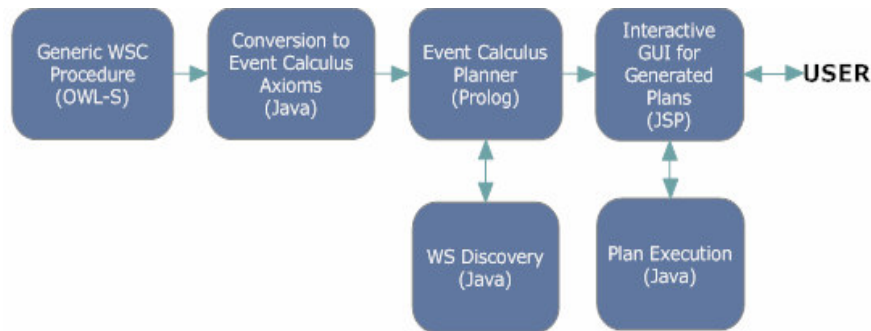 Generic WSC
Procedure
(OWL-S)
Conversion to
Event Calculus
Axioms
(Java)
Event Calculus
Planner
(Prolog)
Interactive
GUI for
Generated
Plans
(JSP)
USER
WS Discovery
(Java)
Plan Execution
(Java)